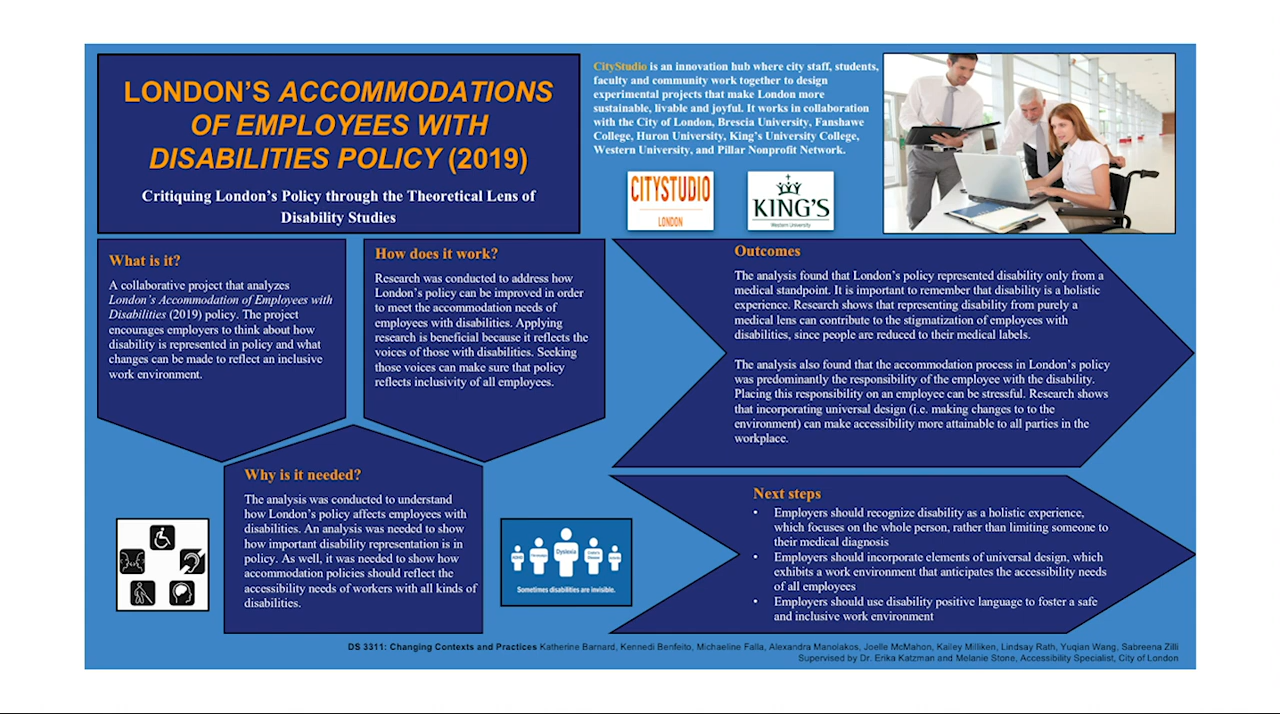 LONDON'S ACCOMMODATIONS
OF EMPLOYEES WITH
DISABILITIES POLICY (2019)
Critiquing London's Policy through the Theoretical Lens of
Disability Studies
CityStudio is an innovation hub where city staff, students,
faculty and community work together to design
experimental projects that make London more
sustainable, livable and joyful. It works in collaboration
with the City of London, Brescia University, Fanshawe
College, Huron University, King's University College,
Western University, and Pillar Nonprofit Network.
CITYSTUDIO
LONDON
KING'S
Western University
What is it?
A collaborative project that analyzes
London's Accommodation of Employees with
Disabilities (2019) policy. The project
encourages employers to think about how
disability is represented in policy and what
changes can be made to reflect an inclusive
work environment.
How does it work?
Research was conducted to address how
London's policy can be improved in order
to meet the accommodation needs of
employees with disabilities. Applying
research is beneficial because it reflects the
voices of those with disabilities. Seeking
those voices can make sure that policy
reflects inclusivity of all employees.
Why is it needed?
The analysis was conducted to understand
how London's policy affects employees with
disabilities. An analysis was needed to show
how important disability representation is in
policy. As well, it was needed to show how
accommodation policies should reflect the
accessibility needs of workers with all kinds of
disabilities.
Dyslexia
Sometimes disabilities are invisible.
Outcomes
The analysis found that London's policy represented disability only from a
medical standpoint. It is important to remember that disability is a holistic
experience. Research shows that representing disability from purely a
medical lens can contribute to the stigmatization of employees with
disabilities, since people are reduced to their medical labels.
The analysis also found that the accommodation process in London's policy
was predominantly the responsibility of the employee with the disability.
Placing this responsibility on an employee can be stressful. Research shows
that incorporating universal design (i.e. making changes to to the
environment) can make accessibility more attainable to all parties in the
workplace.
Next steps
• Employers should recognize disability as a holistic experience,
which focuses on the whole person, rather than limiting someone to
their medical diagnosis
• Employers should incorporate elements of universal design, which
exhibits a work environment that anticipates the accessibility needs
of all employees
• Employers should use disability positive language to foster a safe
and inclusive work environment
DS 3311: Changing Contexts and Practices Katherine Barnard, Kennedi Benfeito, Michaeline Falla, Alexandra Manolakos, Joelle McMahon, Kailey Milliken, Lindsay Rath, Yuqian Wang, Sabreena Zilli
Supervised by Dr. Erika Katzman and Melanie Stone, Accessibility Specialist, City of London